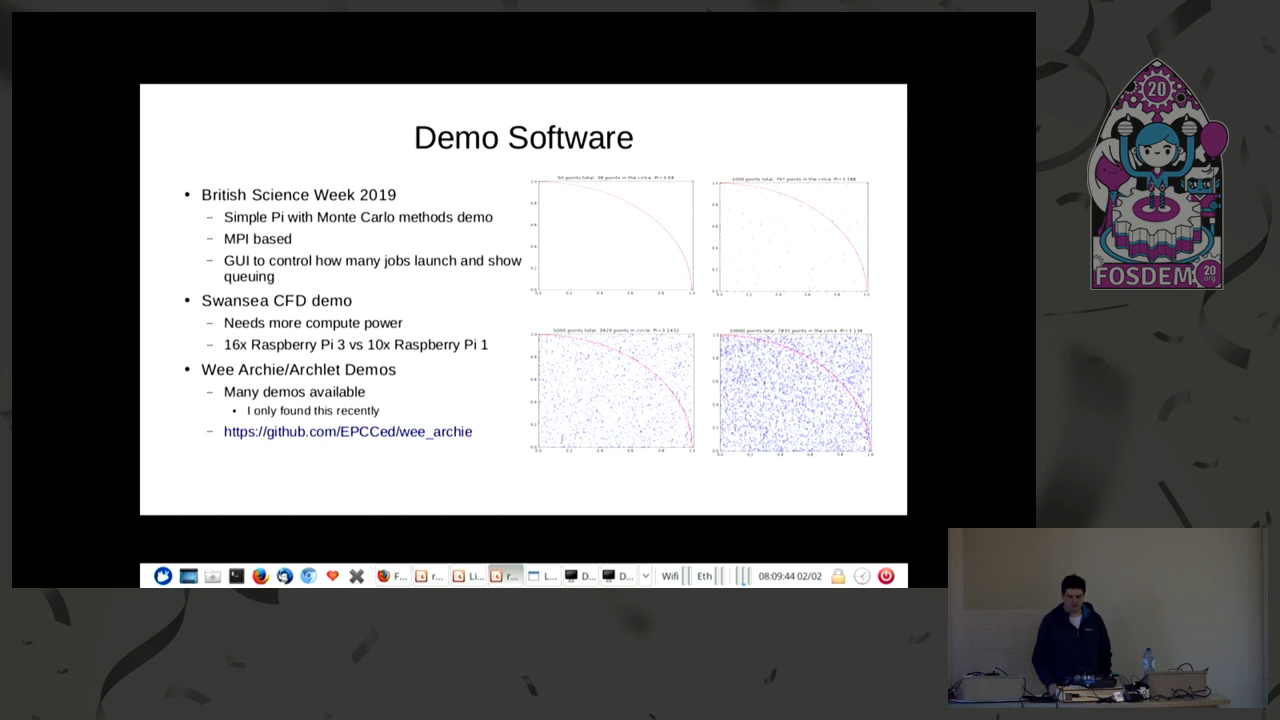 Demo Software
• British Science Week 2019
– Simple Pi with Monte Carlo methods demo
– MPI based
– GUI to control how many jobs launch and show
queuing
• Swansea CFD demo
– Needs more compute power
– 16x Raspberry Pi 3 vs 10x Raspberry Pi 1
• Wee Archie/Archlet Demos
– Many demos available
• I only found this recently
– https://github.com/EPCCed/wee_archie
F...
r...
Li...
r...
L...
D...
D...
Wifi
Eth
08:09:44 02/02
20
FOSDEM
20
.org